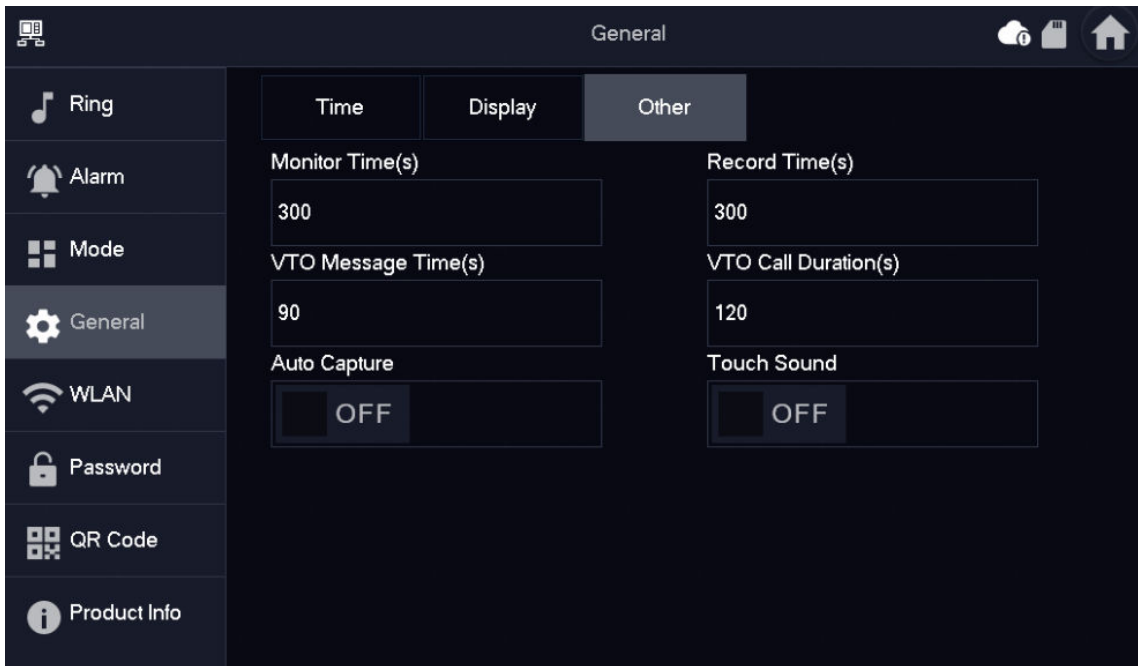 General
Ring
Alarm
Mode
General
WLAN
Password
QR Code
Product Info
Time Display Other
Monitor Time(s) Record Time(s)
300 300
VTO Message Time(s) VTO Call Duration(s)
90 120
Auto Capture Touch Sound
OFF OFF